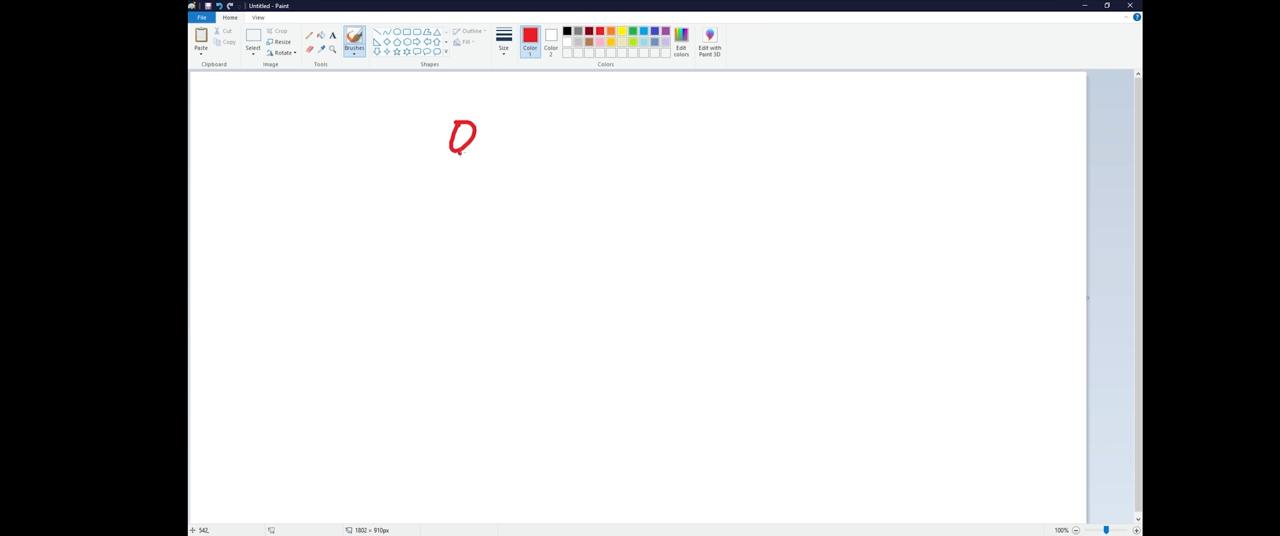 Untitled - Paint
File Home View
Paste Cut Copy Clipboard
Select Crop Resize Rotate Image
Tools
Brushes
Shapes Outline Fill
Size
Color 1 Color 2 Colors Edit colors
Edit with Paint 3D
D
542, 1802 × 910px 100%